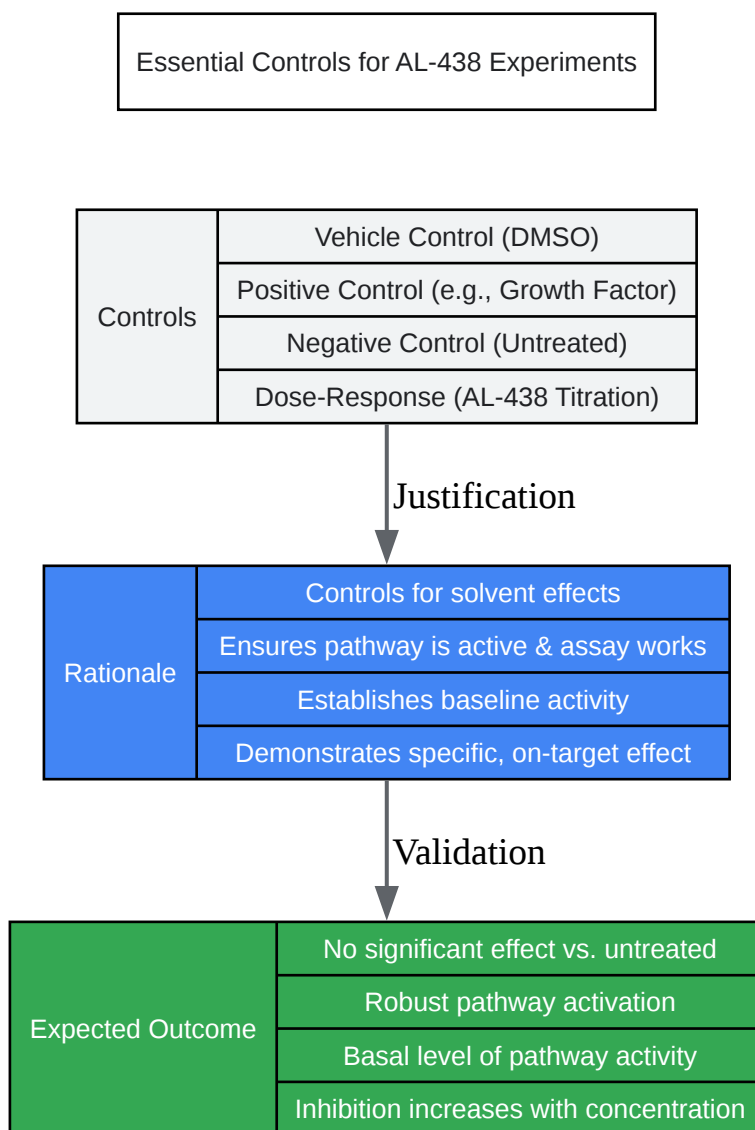 Essential Controls for AL-438 Experiments
Controls
Vehicle Control (DMSO)
Positive Control (e.g., Growth Factor)
Negative Control (Untreated)
Dose-Response (AL-438 Titration)
Justification
Rationale
Controls for solvent effects
Ensures pathway is active & assay works
Establishes baseline activity
Demonstrates specific, on-target effect
Validation
Expected Outcome
No significant effect vs. untreated
Robust pathway activation
Basal level of pathway activity
Inhibition increases with concentration